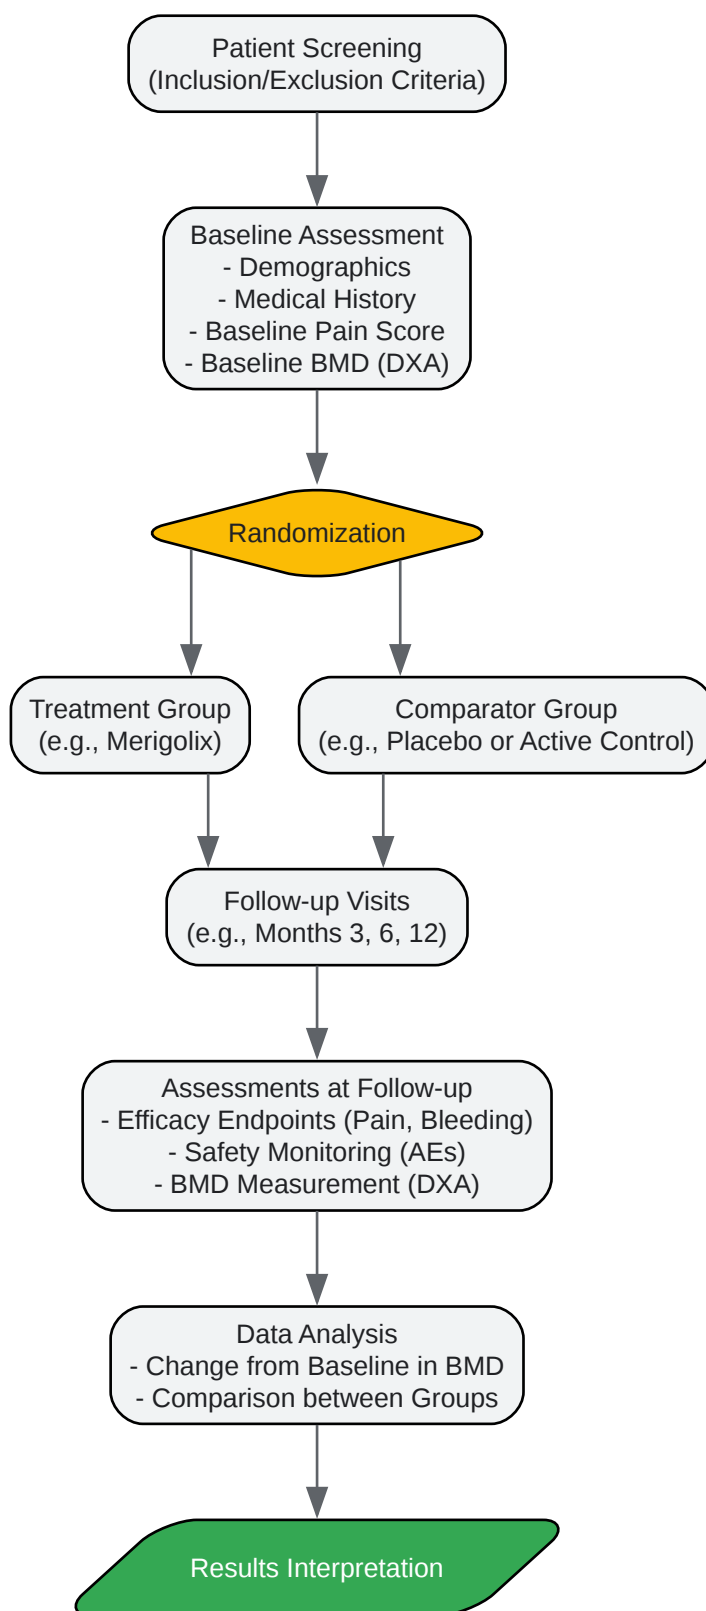 Patient Screening
(Inclusion/Exclusion Criteria)
Baseline Assessment
- Demographics
- Medical History
- Baseline Pain Score
- Baseline BMD (DXA)
Randomization
Treatment Group
(e.g., Merigolix)
Comparator Group
(e.g., Placebo or Active Control)
Follow-up Visits
(e.g., Months 3, 6, 12)
Assessments at Follow-up
- Efficacy Endpoints (Pain, Bleeding)
- Safety Monitoring (AEs)
- BMD Measurement (DXA)
Data Analysis
- Change from Baseline in BMD
- Comparison between Groups
Results Interpretation